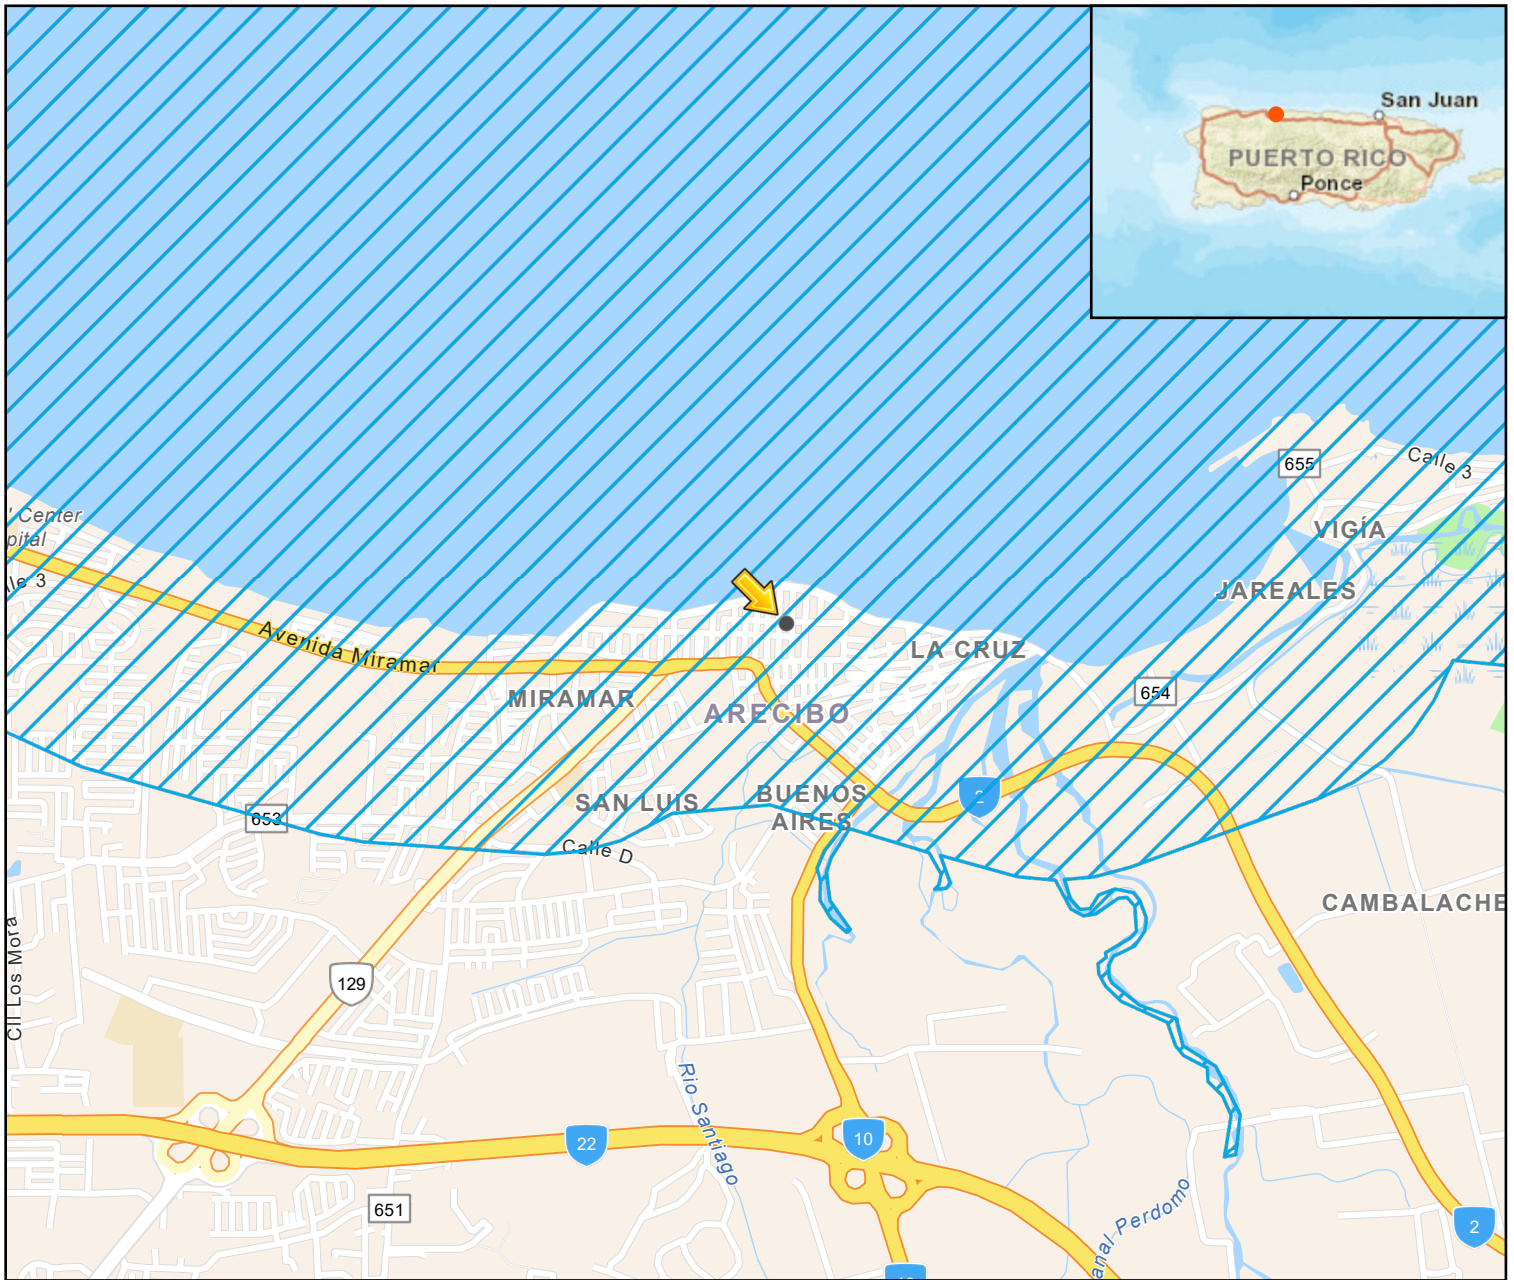 San Juan
PUERTO RICO
Ponce
655
Calle 3
' Center
pital
VIGÍA
lle 3
JAREALES
Avenida Miramar
LA CRUZ
MIRAMAR
654
ARECIBO
SAN LUIS
BUENOS
AIRES
2
653
Calle D
CAMBALACHE
Cll Los Mora
129
Rio Santiago
22
10
651
anal Perdomo
2